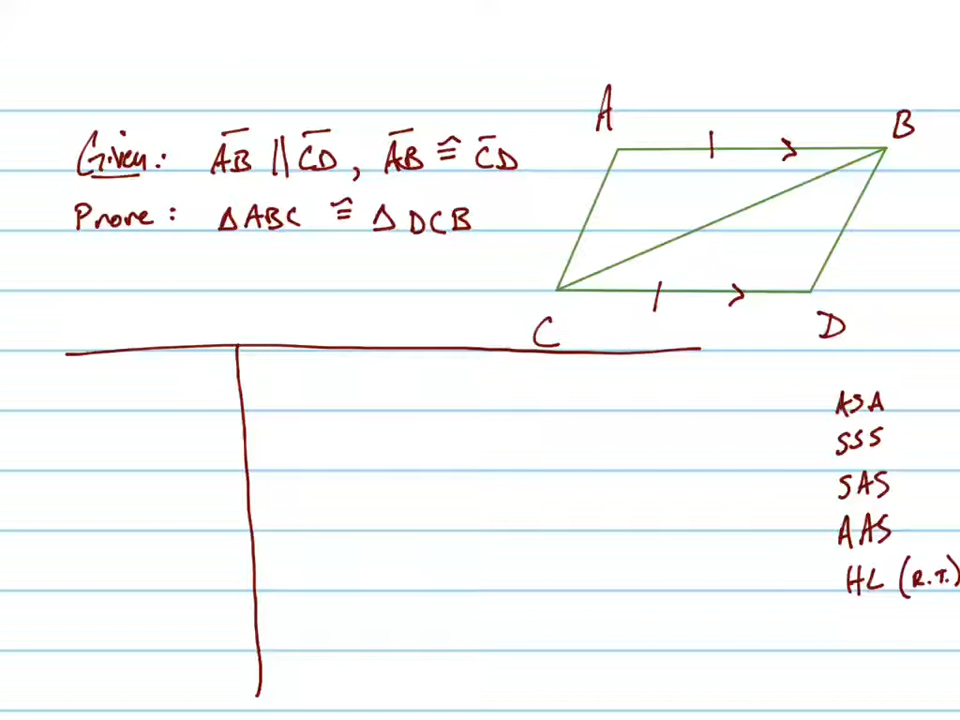 Given: AB || CD, AB ≅ CD
Prove: △ABC ≅ △DCB
A
B
C
D
ASA
SSS
SAS
AAS
HL (R.T.)